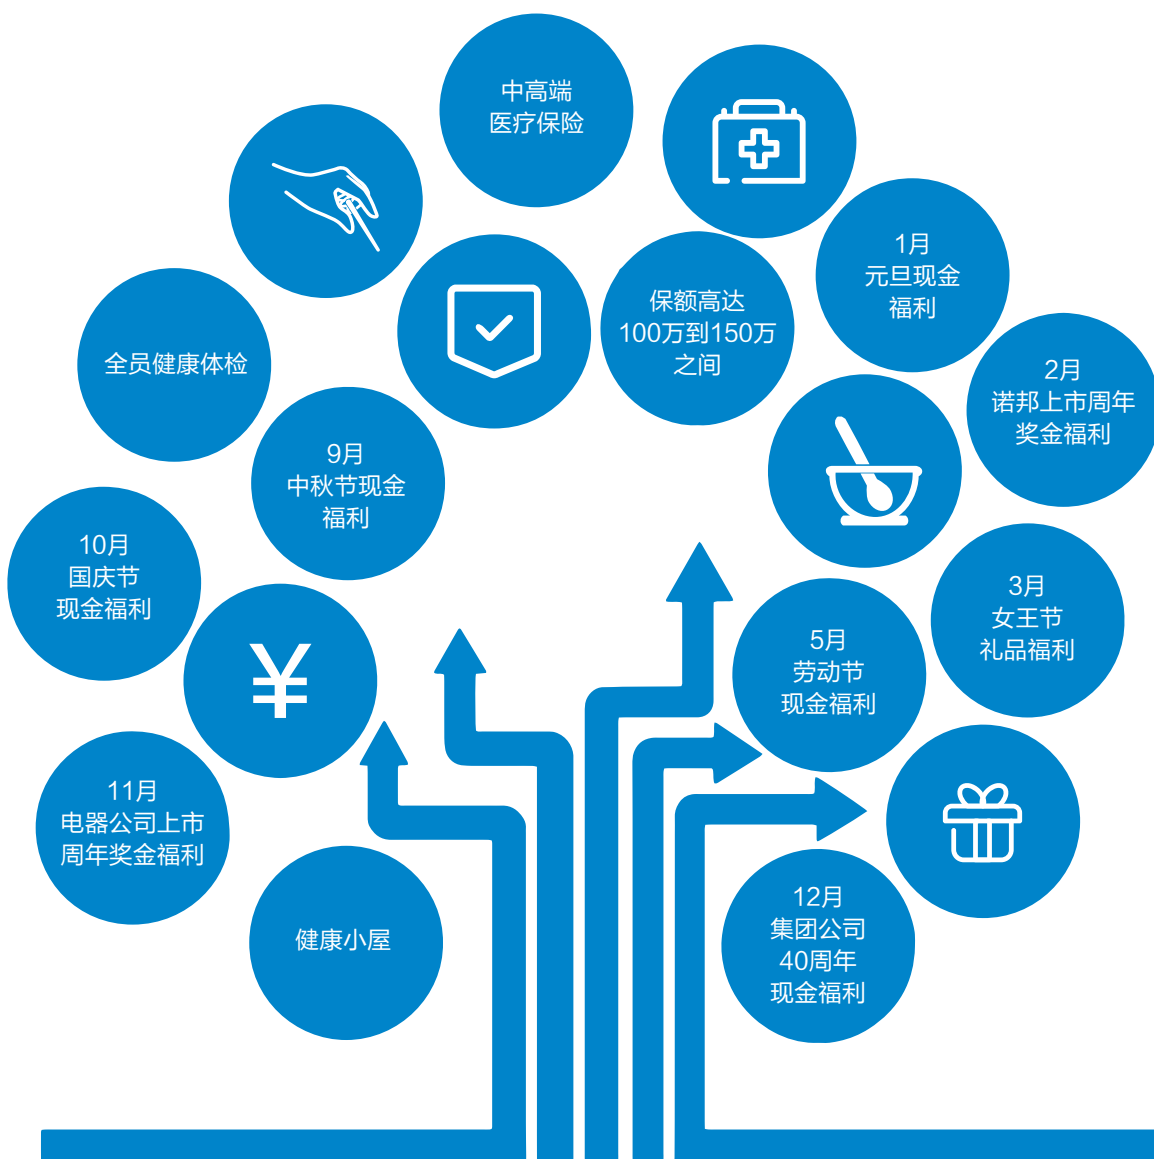 中高端
医疗保险
1月
元旦现金
福利
保额高达
100万到150万
之间
全员健康体检
2月
诺邦上市周年
奖金福利
9月
中秋节现金
福利
10月
国庆节
现金福利
3月
女王节
礼品福利
5月
劳动节
现金福利
¥
11月
电器公司上市
周年奖金福利
健康小屋
12月
集团公司
40周年
现金福利